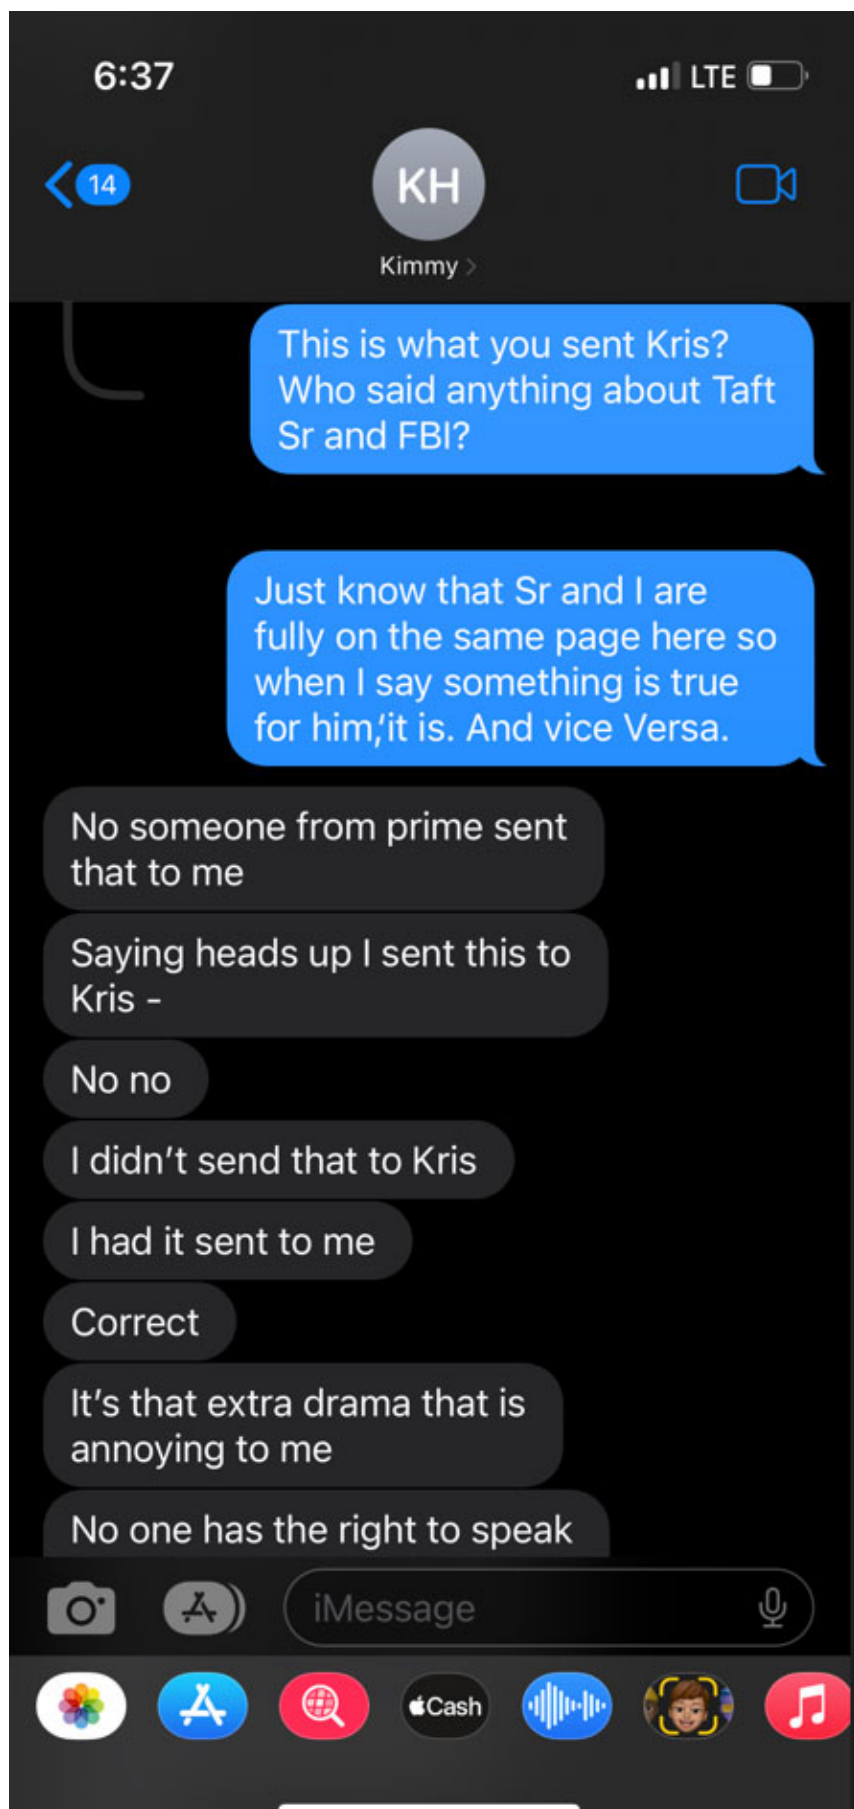 6:37
LTE
14
KH
Kimmy
This is what you sent Kris?
Who said anything about Taft
Sr and FBI?
Just know that Sr and I are
fully on the same page here so
when I say something is true
for him,'it is. And vice Versa.
No someone from prime sent
that to me
Saying heads up I sent this to
Kris -
No no
I didn't send that to Kris
I had it sent to me
Correct
It's that extra drama that is
annoying to me
No one has the right to speak
iMessage
Cash